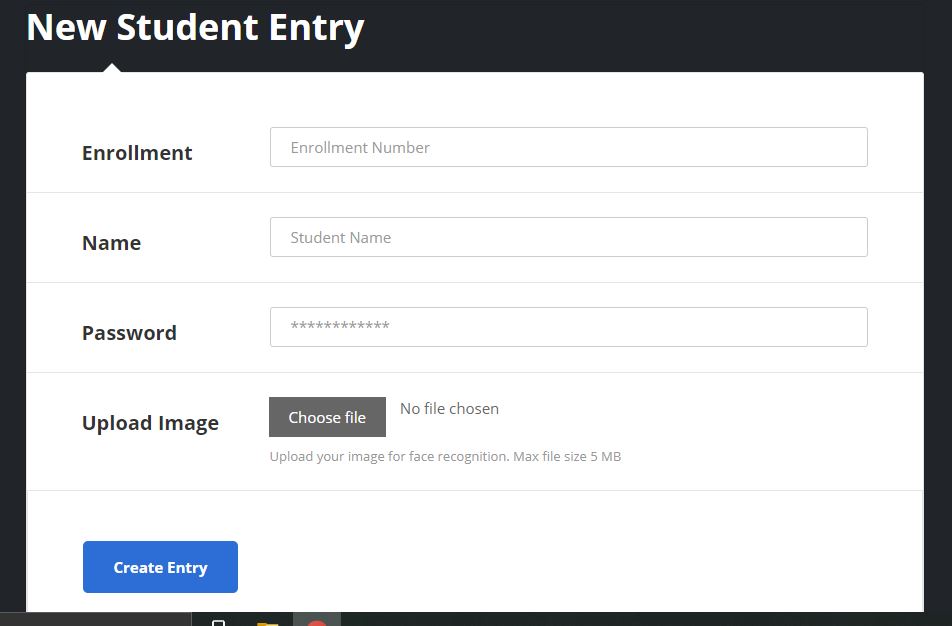 New Student Entry
Enrollment
Enrollment Number
Name
Student Name
Password
************
Upload Image
Choose file
No file chosen
Upload your image for face recognition. Max file size 5 MB
Create Entry